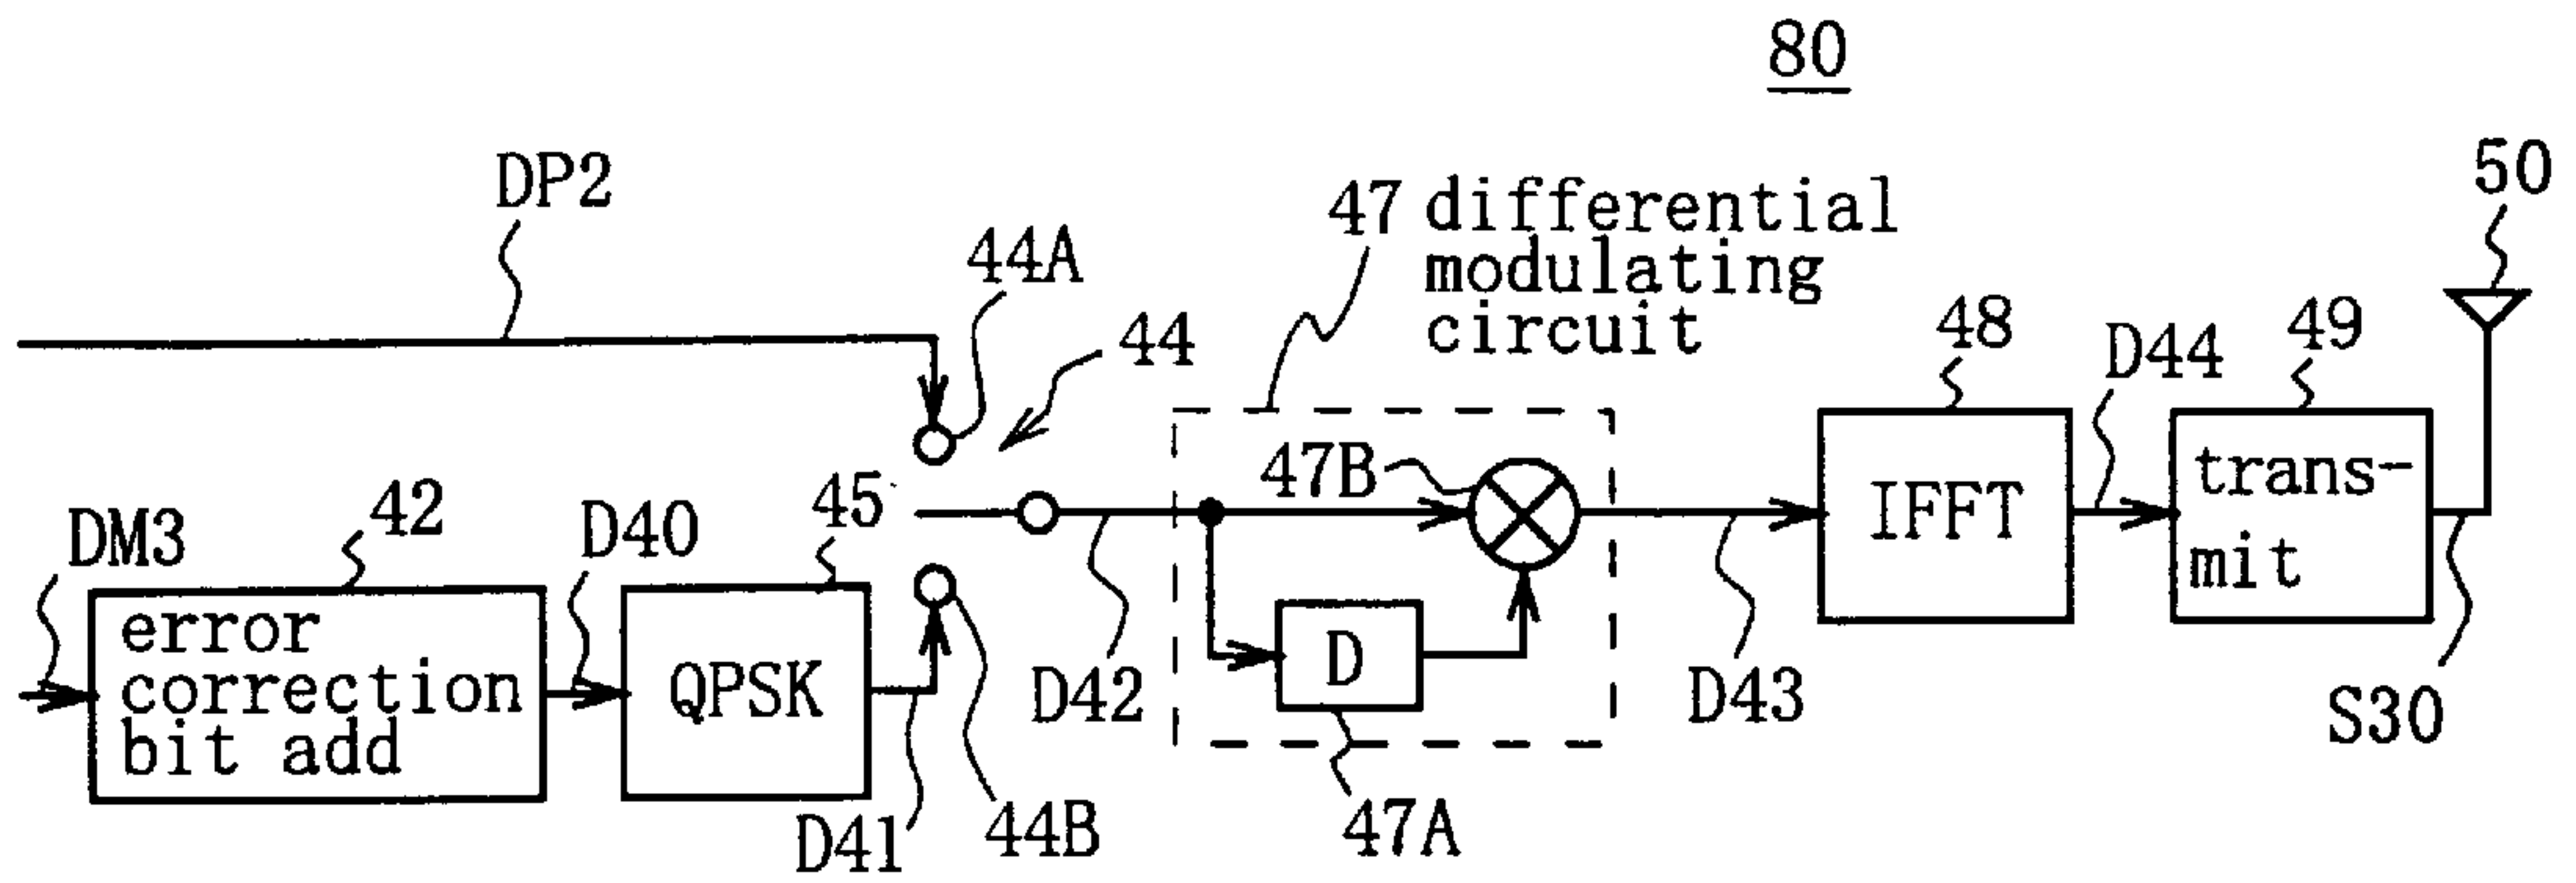 80
DP2
44A
44
47 differential
modulating
circuit
50
48
D44
49
DM3
42
error
correction
bit add
D40
45
QPSK
D41
44B
D42
47B
D
47A
D43
IFFT
trans-
mit
S30